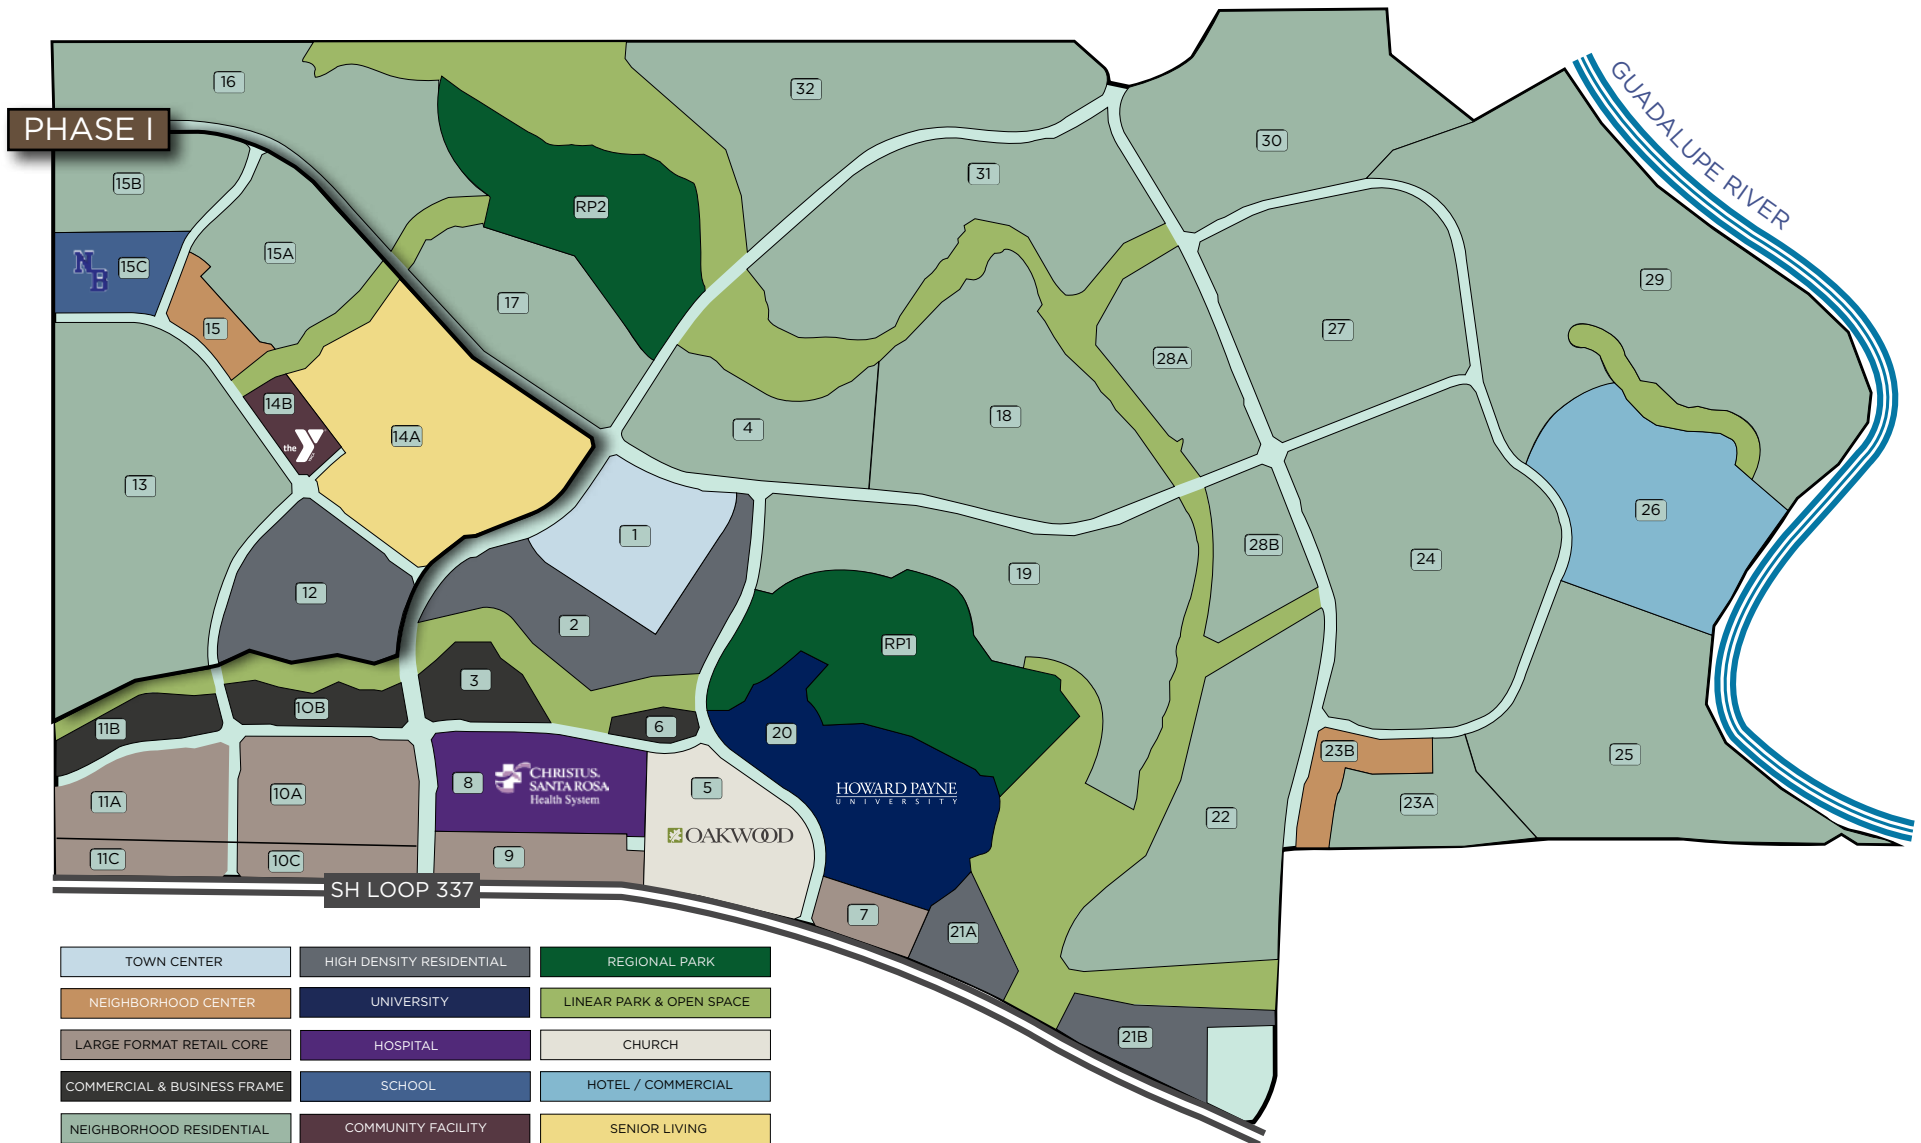 16
32
30
GUADALUPE RIVER
PHASE I
15B
31
RP2
15A
NB
15C
29
17
15
27
28A
14B
the Y
14A
4
18
13
26
1
28B
24
12
19
2
RP1
3
10B
11B
6
20
23B
25
8
CHRISTUS.
SANTA ROSA
Health System
5
HOWARD PAYNE
UNIVERSITY
11A
10A
23A
22
OAKWOOD
11C
10C
9
SH LOOP 337
7
21A
21B
TOWN CENTER
HIGH DENSITY RESIDENTIAL
REGIONAL PARK
NEIGHBORHOOD CENTER
UNIVERSITY
LINEAR PARK & OPEN SPACE
LARGE FORMAT RETAIL CORE
HOSPITAL
CHURCH
COMMERCIAL & BUSINESS FRAME
SCHOOL
HOTEL / COMMERCIAL
NEIGHBORHOOD RESIDENTIAL
COMMUNITY FACILITY
SENIOR LIVING